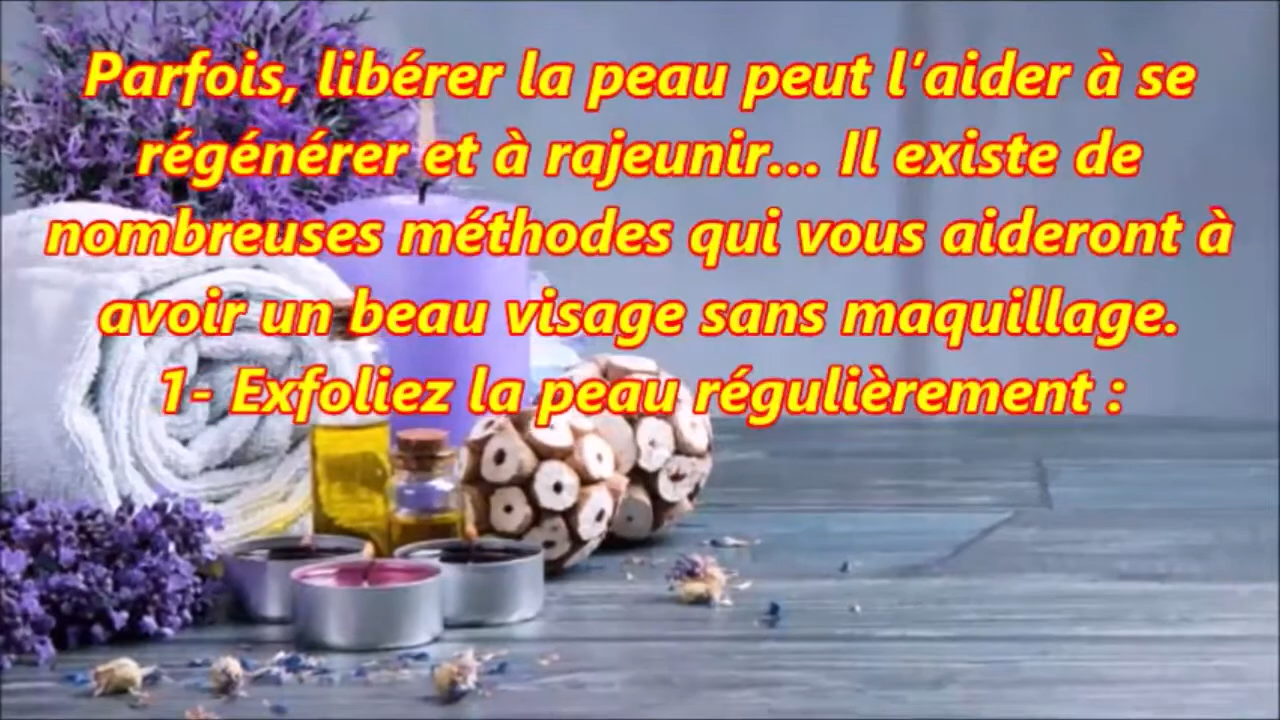 Parfois, libérer la peau peut l'aider à se
régénérer et à rajeunir... Il existe de
nombreuses méthodes qui vous aideront à
avoir un beau visage sans maquillage.
1- Exfoliez la peau régulièrement :